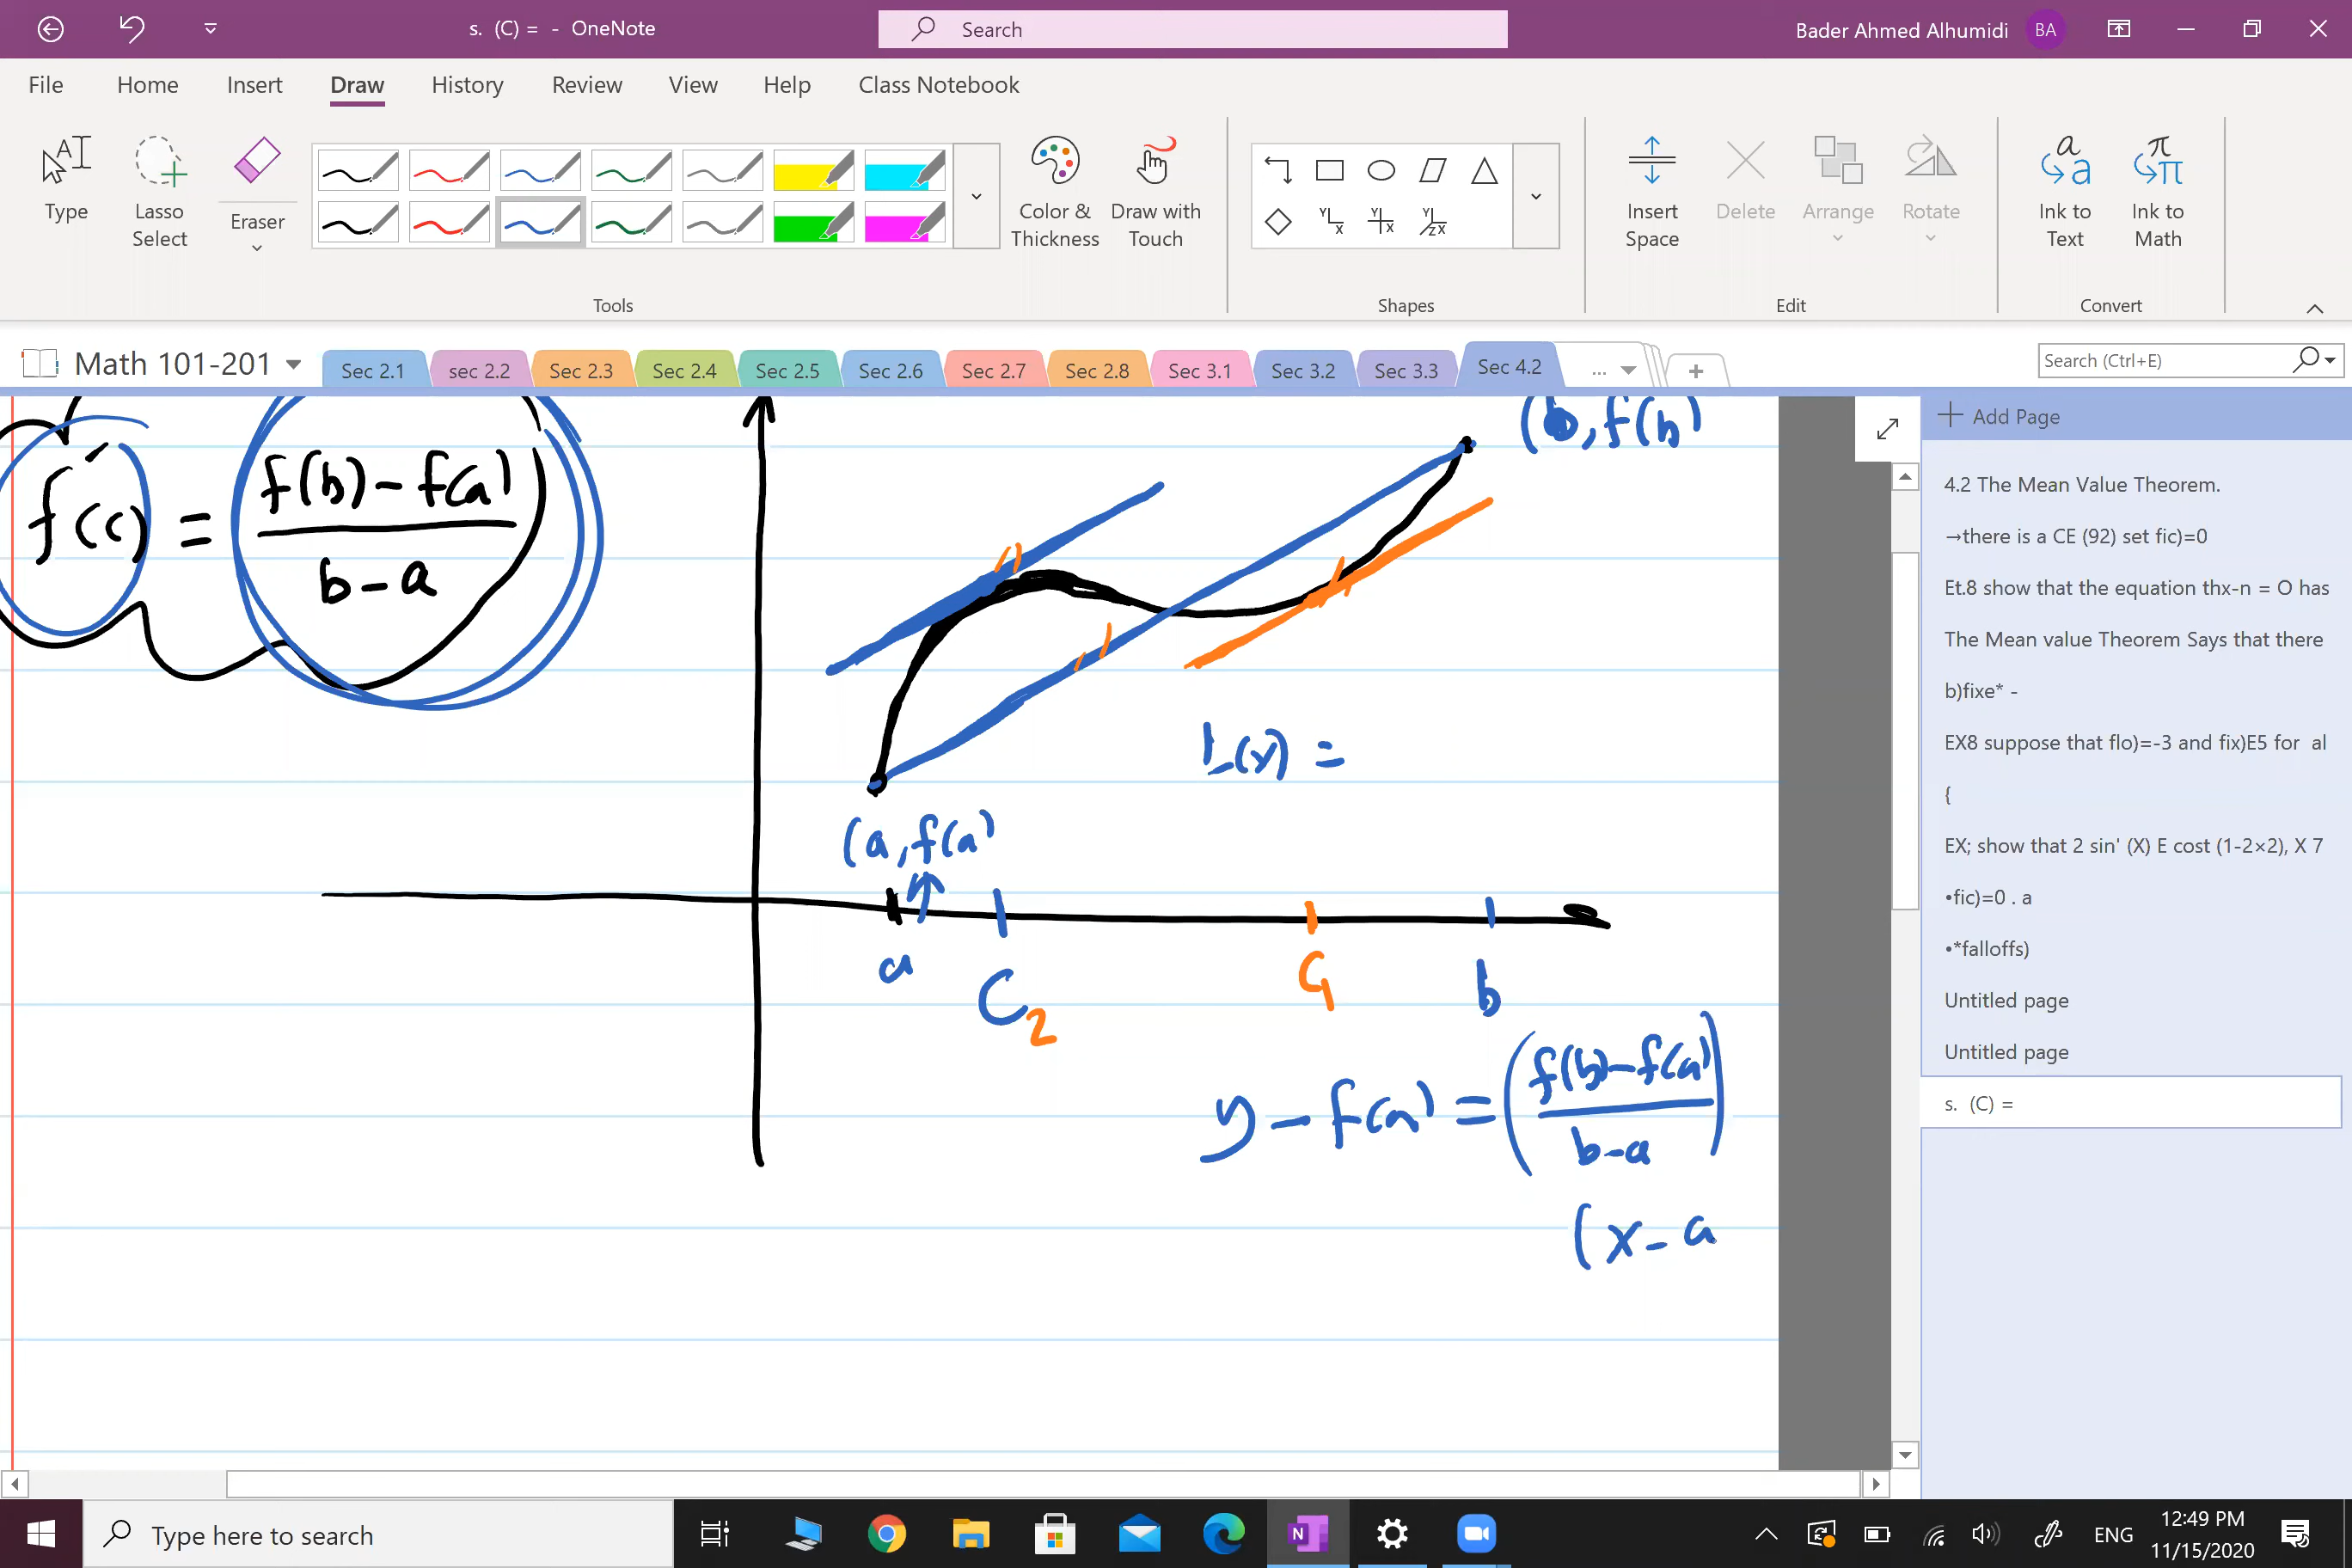 s. (C) = - OneNote
Search
Bader Ahmed Alhumidi
BA
File Home Insert Draw History Review View Help Class Notebook
Type
Lasso Select
Eraser
Color & Thickness
Draw with Touch
Insert Space
Delete
Arrange
Rotate
Ink to Text
Ink to Math
Tools
Shapes
Edit
Convert
Math 101-201
Sec 2.1
sec 2.2
Sec 2.3
Sec 2.4
Sec 2.5
Sec 2.6
Sec 2.7
Sec 2.8
Sec 3.1
Sec 3.2
Sec 3.3
Sec 4.2
...
Search (Ctrl+E)
f'(c) = f(b) - f(a)
b - a
(b, f(b)
L(x) =
(a, f(a)
a
C2
C1
b
y - f(a) = (f(b) - f(a)
b - a)
(x - a
Add Page
4.2 The Mean Value Theorem.
→there is a CE (92) set fic)=0
Et.8 show that the equation thx-n = O has
The Mean value Theorem Says that there
b)fixe* -
EX8 suppose that flo)=-3 and fix)E5 for al
{
EX; show that 2 sin' (X) E cost (1-2×2), X 7
•fic)=0 . a
•*falloffs)
Untitled page
Untitled page
s. (C) =
Type here to search
ENG
12:49 PM
11/15/2020